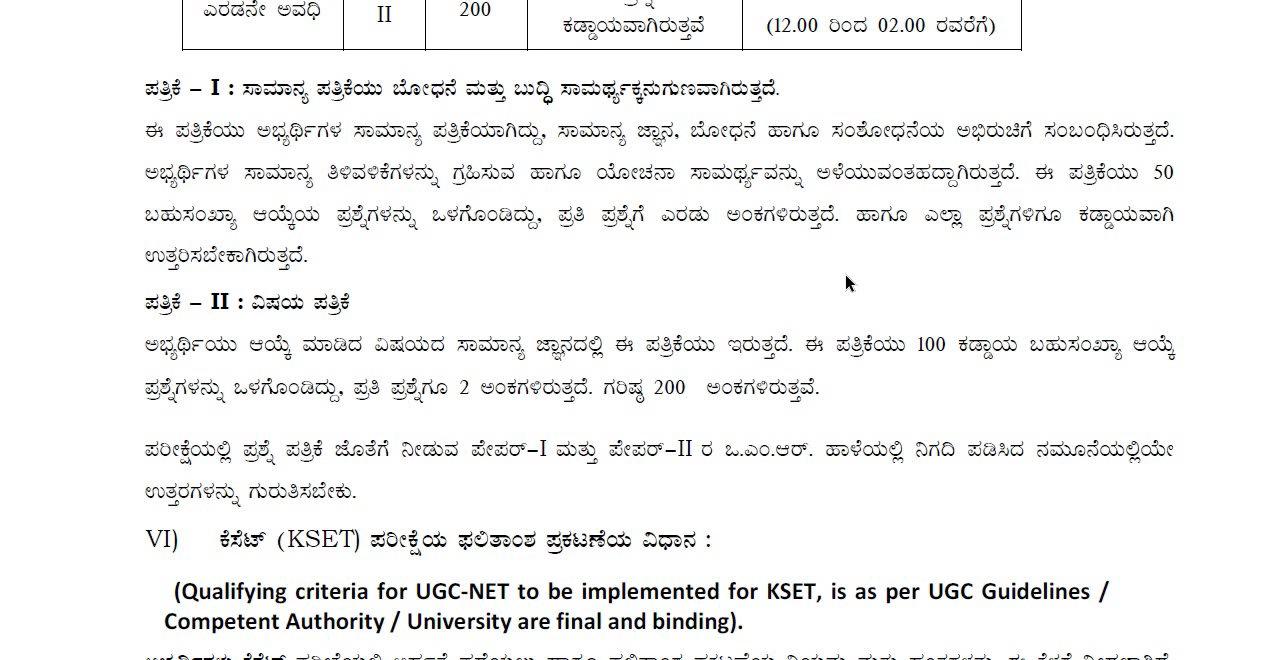 ಎರಡನೇ ಅವಧಿ II 200 ಕಡ್ಡಾಯವಾಗಿರುತ್ತವೆ (12.00 ರಿಂದ 02.00 ರವರೆಗೆ)
ಪತ್ರಿಕೆ – I : ಸಾಮಾನ್ಯ ಪತ್ರಿಕೆಯು ಬೋಧನೆ ಮತ್ತು ಬುದ್ಧಿ ಸಾಮರ್ಥ್ಯಕ್ಕನುಗುಣವಾಗಿರುತ್ತದೆ.
ಈ ಪತ್ರಿಕೆಯು ಅಭ್ಯರ್ಥಿಗಳ ಸಾಮಾನ್ಯ ಪತ್ರಿಕೆಯಾಗಿದ್ದು, ಸಾಮಾನ್ಯ ಜ್ಞಾನ, ಬೋಧನೆ ಹಾಗೂ ಸಂಶೋಧನೆಯ ಅಭಿರುಚಿಗೆ ಸಂಬಂಧಿಸಿರುತ್ತದೆ.
ಅಭ್ಯರ್ಥಿಗಳ ಸಾಮಾನ್ಯ ತಿಳಿವಳಿಕೆಗಳನ್ನು ಗ್ರಹಿಸುವ ಹಾಗೂ ಯೋಚನಾ ಸಾಮರ್ಥ್ಯವನ್ನು ಅಳೆಯುವಂತಹದ್ದಾಗಿರುತ್ತದೆ. ಈ ಪತ್ರಿಕೆಯು 50
ಬಹುಸಂಖ್ಯಾ ಆಯ್ಕೆಯ ಪ್ರಶ್ನೆಗಳನ್ನು ಒಳಗೊಂಡಿದ್ದು, ಪ್ರತಿ ಪ್ರಶ್ನೆಗೆ ಎರಡು ಅಂಕಗಳಿರುತ್ತದೆ. ಹಾಗೂ ಎಲ್ಲಾ ಪ್ರಶ್ನೆಗಳಿಗೂ ಕಡ್ಡಾಯವಾಗಿ
ಉತ್ತರಿಸಬೇಕಾಗಿರುತ್ತದೆ.
ಪತ್ರಿಕೆ – II : ವಿಷಯ ಪತ್ರಿಕೆ
ಅಭ್ಯರ್ಥಿಯು ಆಯ್ಕೆ ಮಾಡಿದ ವಿಷಯದ ಸಾಮಾನ್ಯ ಜ್ಞಾನದಲ್ಲಿ ಈ ಪತ್ರಿಕೆಯು ಇರುತ್ತದೆ. ಈ ಪತ್ರಿಕೆಯು 100 ಕಡ್ಡಾಯ ಬಹುಸಂಖ್ಯಾ ಆಯ್ಕೆ
ಪ್ರಶ್ನೆಗಳನ್ನು ಒಳಗೊಂಡಿದ್ದು, ಪ್ರತಿ ಪ್ರಶ್ನೆಗೂ 2 ಅಂಕಗಳಿರುತ್ತದೆ. ಗರಿಷ್ಠ 200 ಅಂಕಗಳಿರುತ್ತವೆ.
ಪರೀಕ್ಷೆಯಲ್ಲಿ ಪ್ರಶ್ನೆ ಪತ್ರಿಕೆ ಜೊತೆಗೆ ನೀಡುವ ಪೇಪರ್–I ಮತ್ತು ಪೇಪರ್–II ರ ಒ.ಎಂ.ಆರ್. ಹಾಳೆಯಲ್ಲಿ ನಿಗದಿ ಪಡಿಸಿದ ನಮೂನೆಯಲ್ಲಿಯೇ
ಉತ್ತರಗಳನ್ನು ಗುರುತಿಸಬೇಕು.
VI) ಕೆಸೆಟ್ (KSET) ಪರೀಕ್ಷೆಯ ಫಲಿತಾಂಶ ಪ್ರಕಟಣೆಯ ವಿಧಾನ :
(Qualifying criteria for UGC-NET to be implemented for KSET, is as per UGC Guidelines /
Competent Authority / University are final and binding).